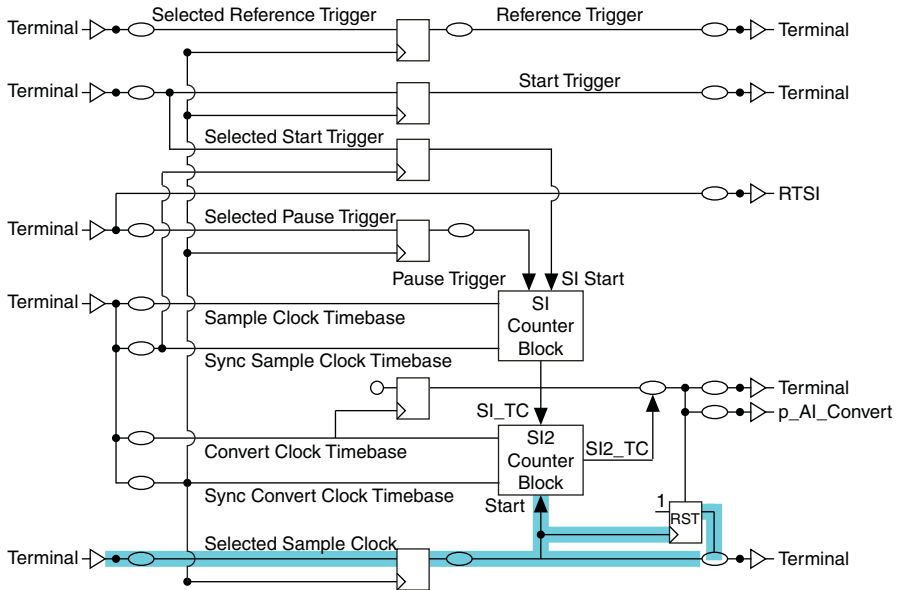 Terminal Selected Reference Trigger Reference Trigger Terminal
Terminal Start Trigger Terminal
Selected Start Trigger
RTSI
Terminal Selected Pause Trigger
Pause Trigger SI Start
Terminal
Sample Clock Timebase
SI
Counter
Block
Sync Sample Clock Timebase
Terminal
SI_TC
p_AI_Convert
Convert Clock Timebase
SI2
Counter
Block
SI2_TC
Sync Convert Clock Timebase
Start
1
RST
Terminal Selected Sample Clock Terminal